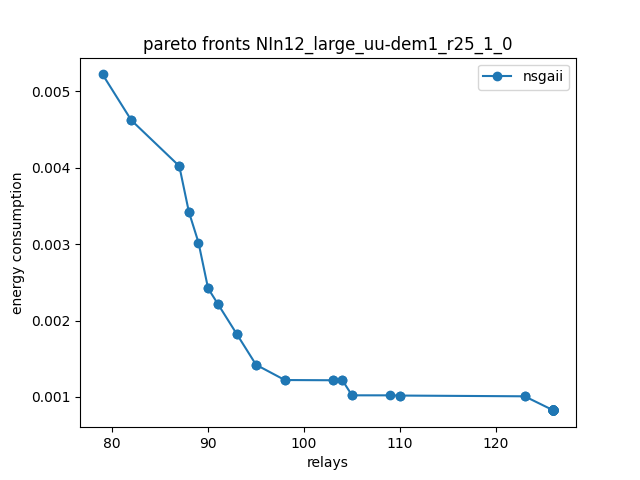 pareto fronts NIn12_large_uu-dem1_r25_1_0
nsgaii
0.005
0.004
0.003
0.002
0.001
energy consumption
80 90 100 110 120
relays